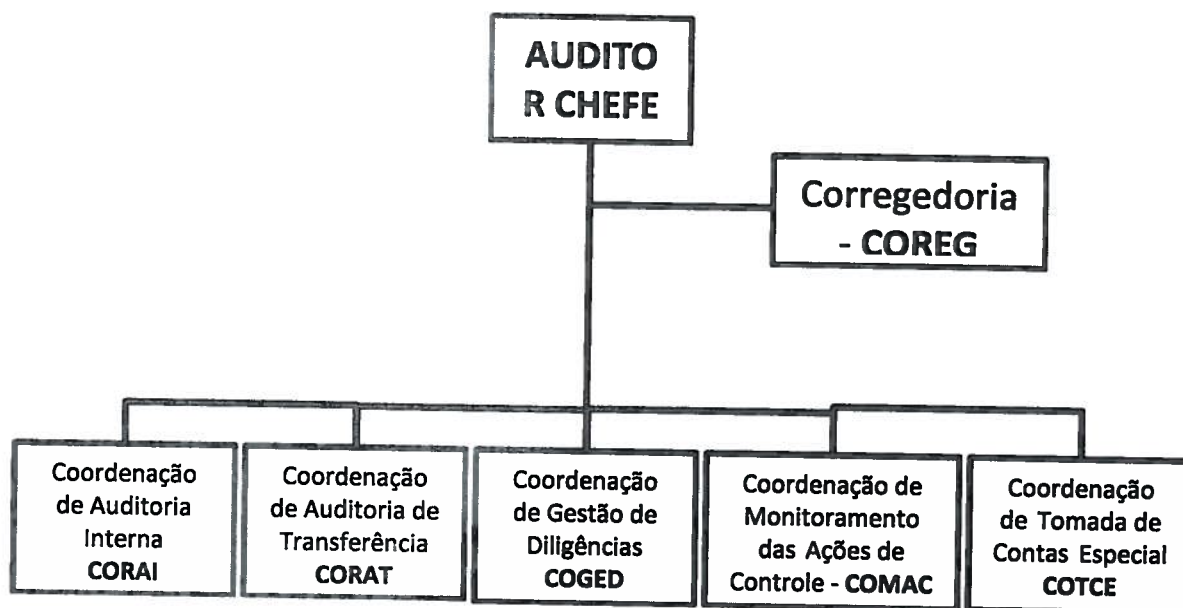 AUDITO
R CHEFE
Corregedoria
- COREG
Coordenação
de Auditoria
Interna
CORAI
Coordenação
de Auditoria de
Transferência
CORAT
Coordenação
de Gestão de
Diligências
COGED
Coordenação de
Monitoramento
das Ações de
Controle - COMAC
Coordenação
de Tomada de
Contas Especial
COTCE